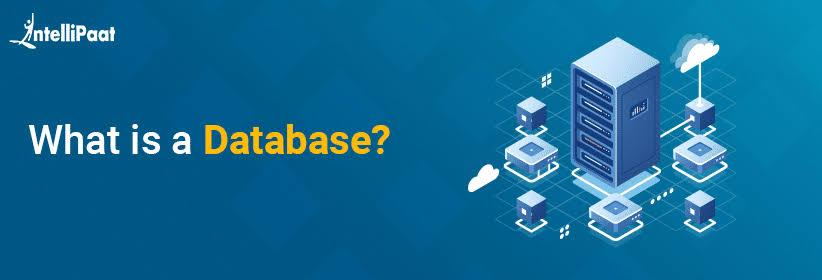 IntelliPaat
What is a Database?